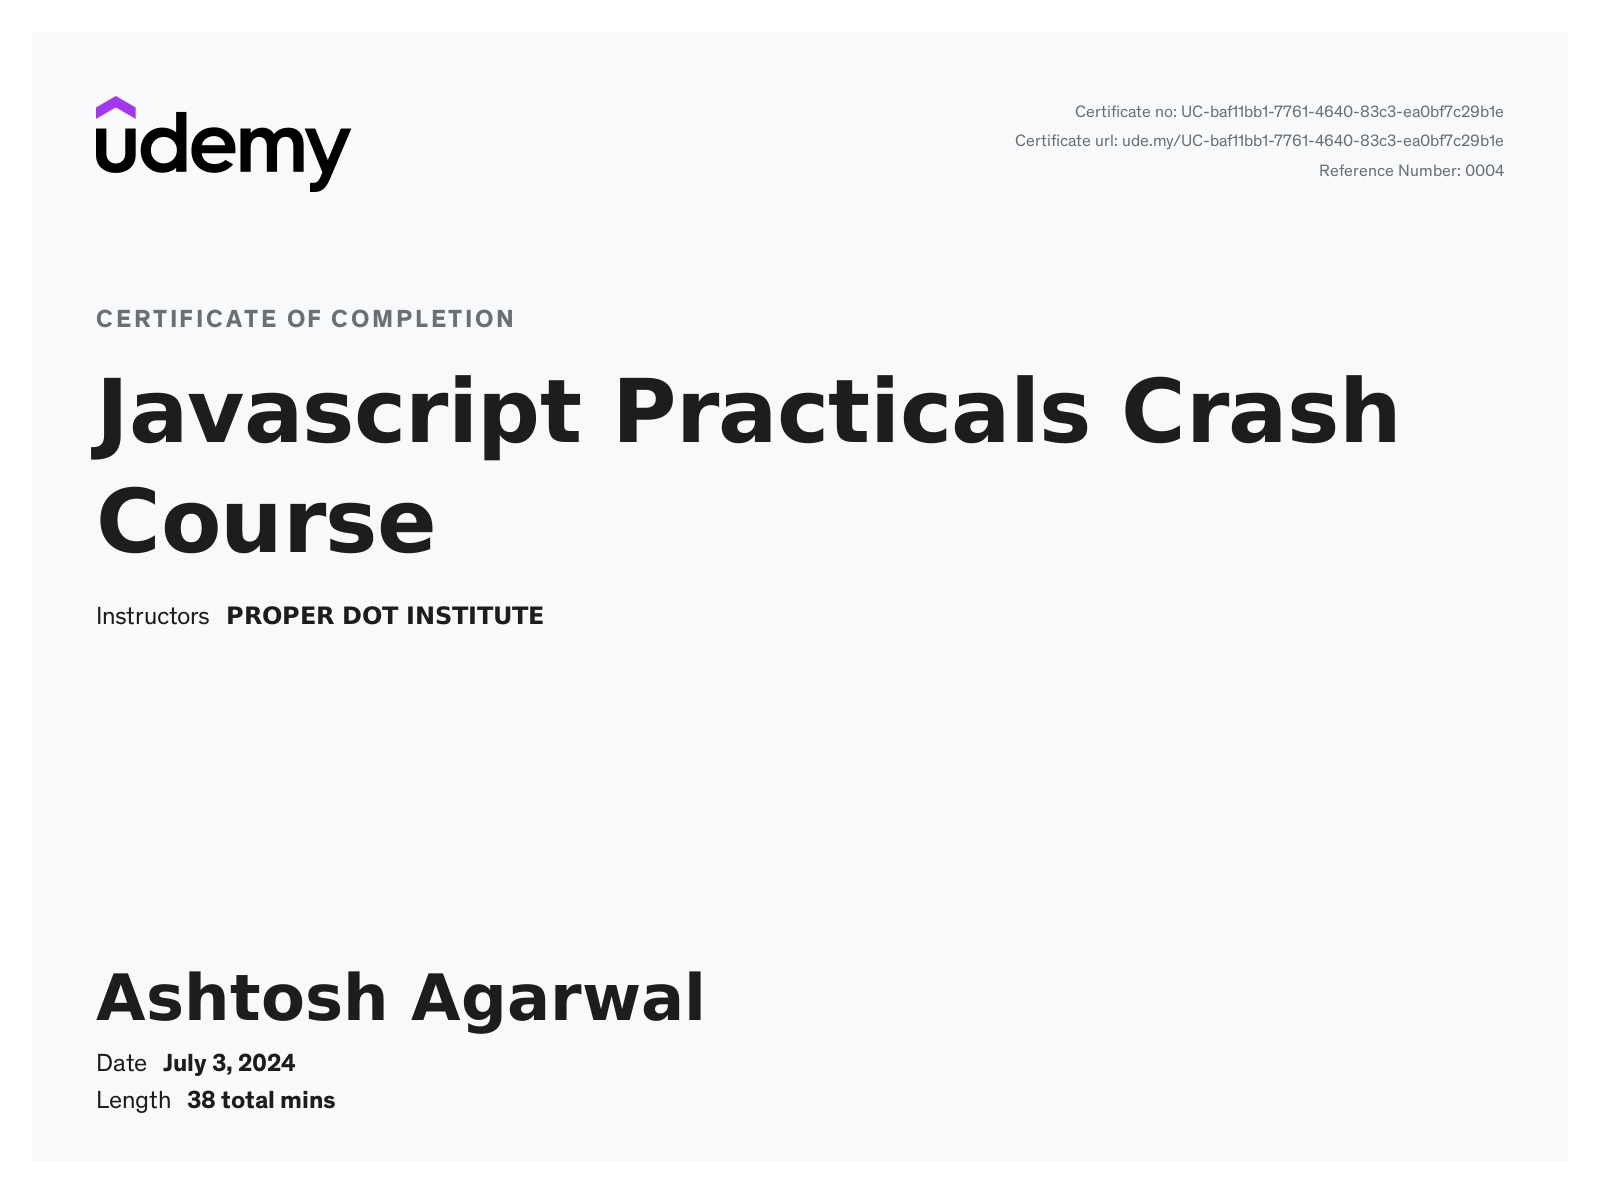 udemy
Certificate no: UC-baf11bb1-7761-4640-83c3-ea0bf7c29b1e
Certificate url: ude.my/UC-baf11bb1-7761-4640-83c3-ea0bf7c29b1e
Reference Number: 0004
CERTIFICATE OF COMPLETION
Javascript Practicals Crash
Course
Instructors PROPER DOT INSTITUTE
Ashtosh Agarwal
Date July 3, 2024
Length 38 total mins